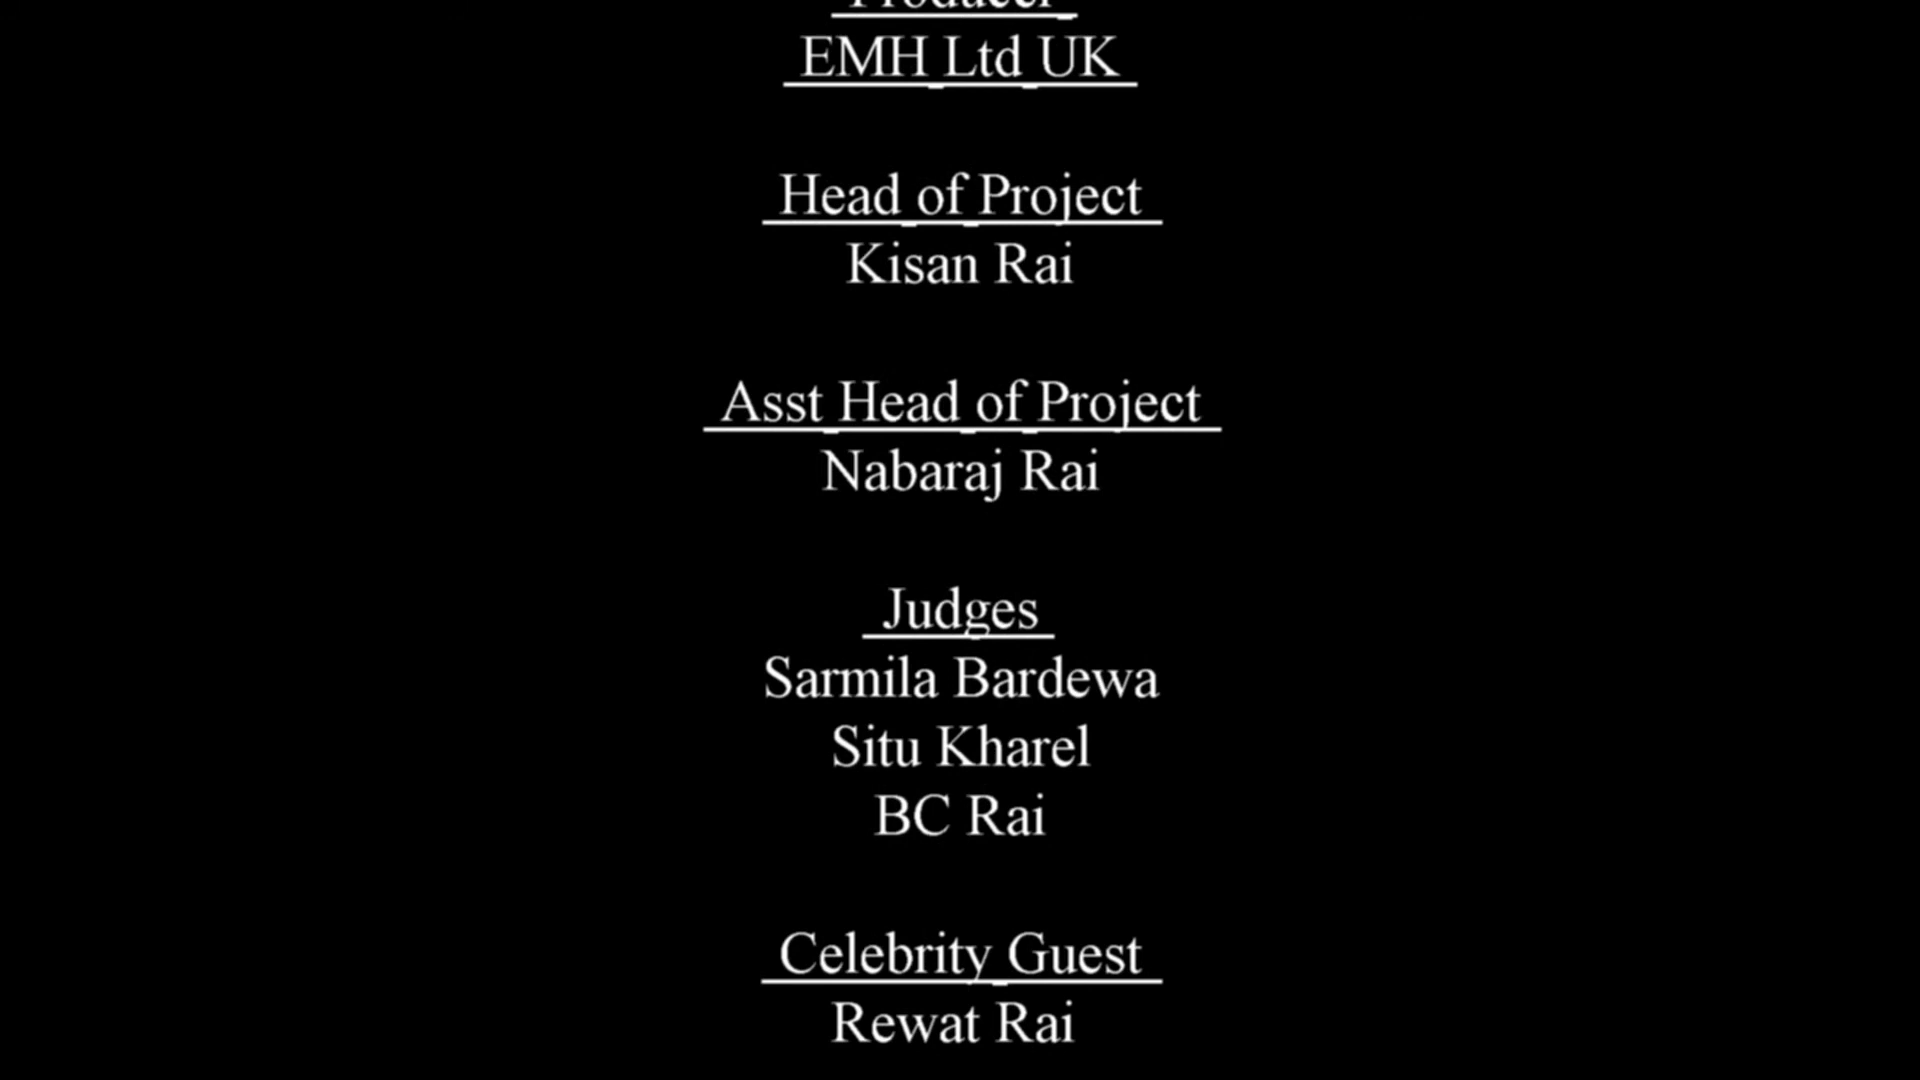 Producer
EMH Ltd UK
Head of Project
Kisan Rai
Asst Head of Project
Nabaraj Rai
Judges
Sarmila Bardewa
Situ Kharel
BC Rai
Celebrity Guest
Rewat Rai